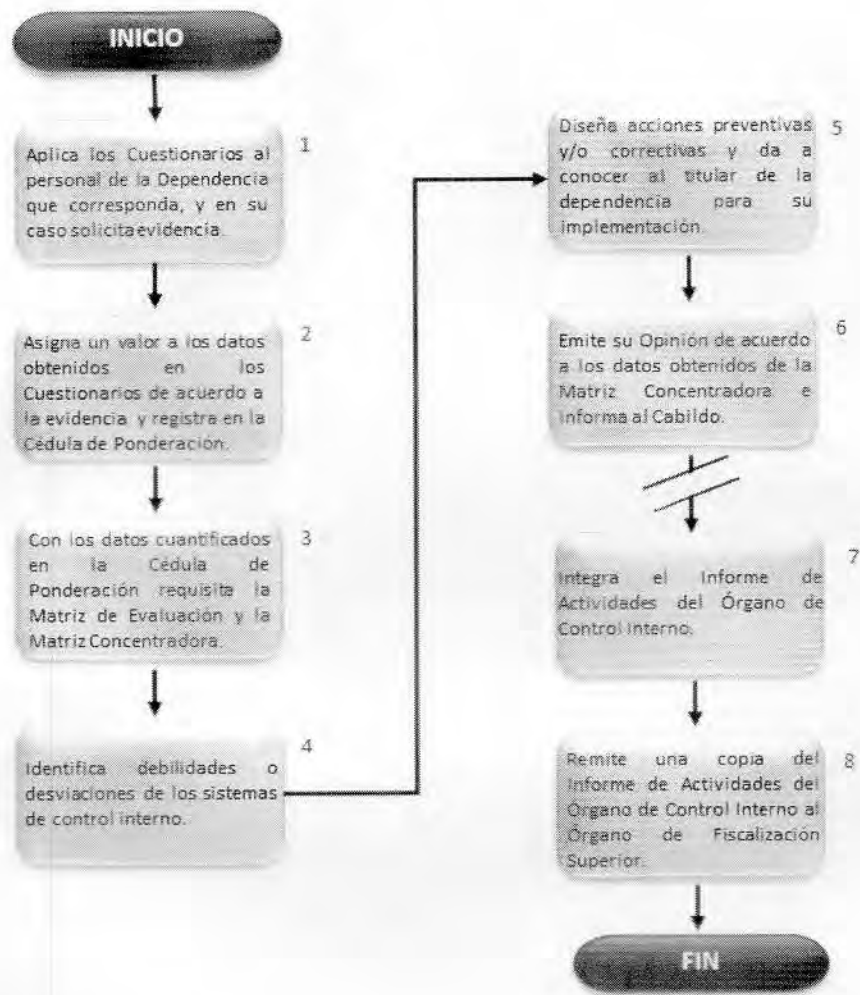 INICIO
1
Aplica los Cuestionarios al
personal de la Dependencia
que corresponda, y en su
caso solicita evidencia.
2
Asigna un valor a los datos
obtenidos en los
Cuestionarios de acuerdo a
la evidencia y registra en la
Cédula de Ponderación.
3
Con los datos cuantificados
en la Cédula de
Ponderación requisita la
Matriz de Evaluación y la
Matriz Concentradora.
4
Identifica debilidades o
desviaciones de los sistemas
de control interno.
5
Diseña acciones preventivas
y/o correctivas y da a
conocer al titular de la
dependencia para su
implementación.
6
Emite su Opinión de acuerdo
a los datos obtenidos de la
Matriz Concentradora e
informa al Cabildo.
7
Integra el Informe de
Actividades del Órgano de
Control Interno.
8
Remite una copia del
Informe de Actividades del
Órgano de Control Interno al
Órgano de Fiscalización
Superior.
FIN